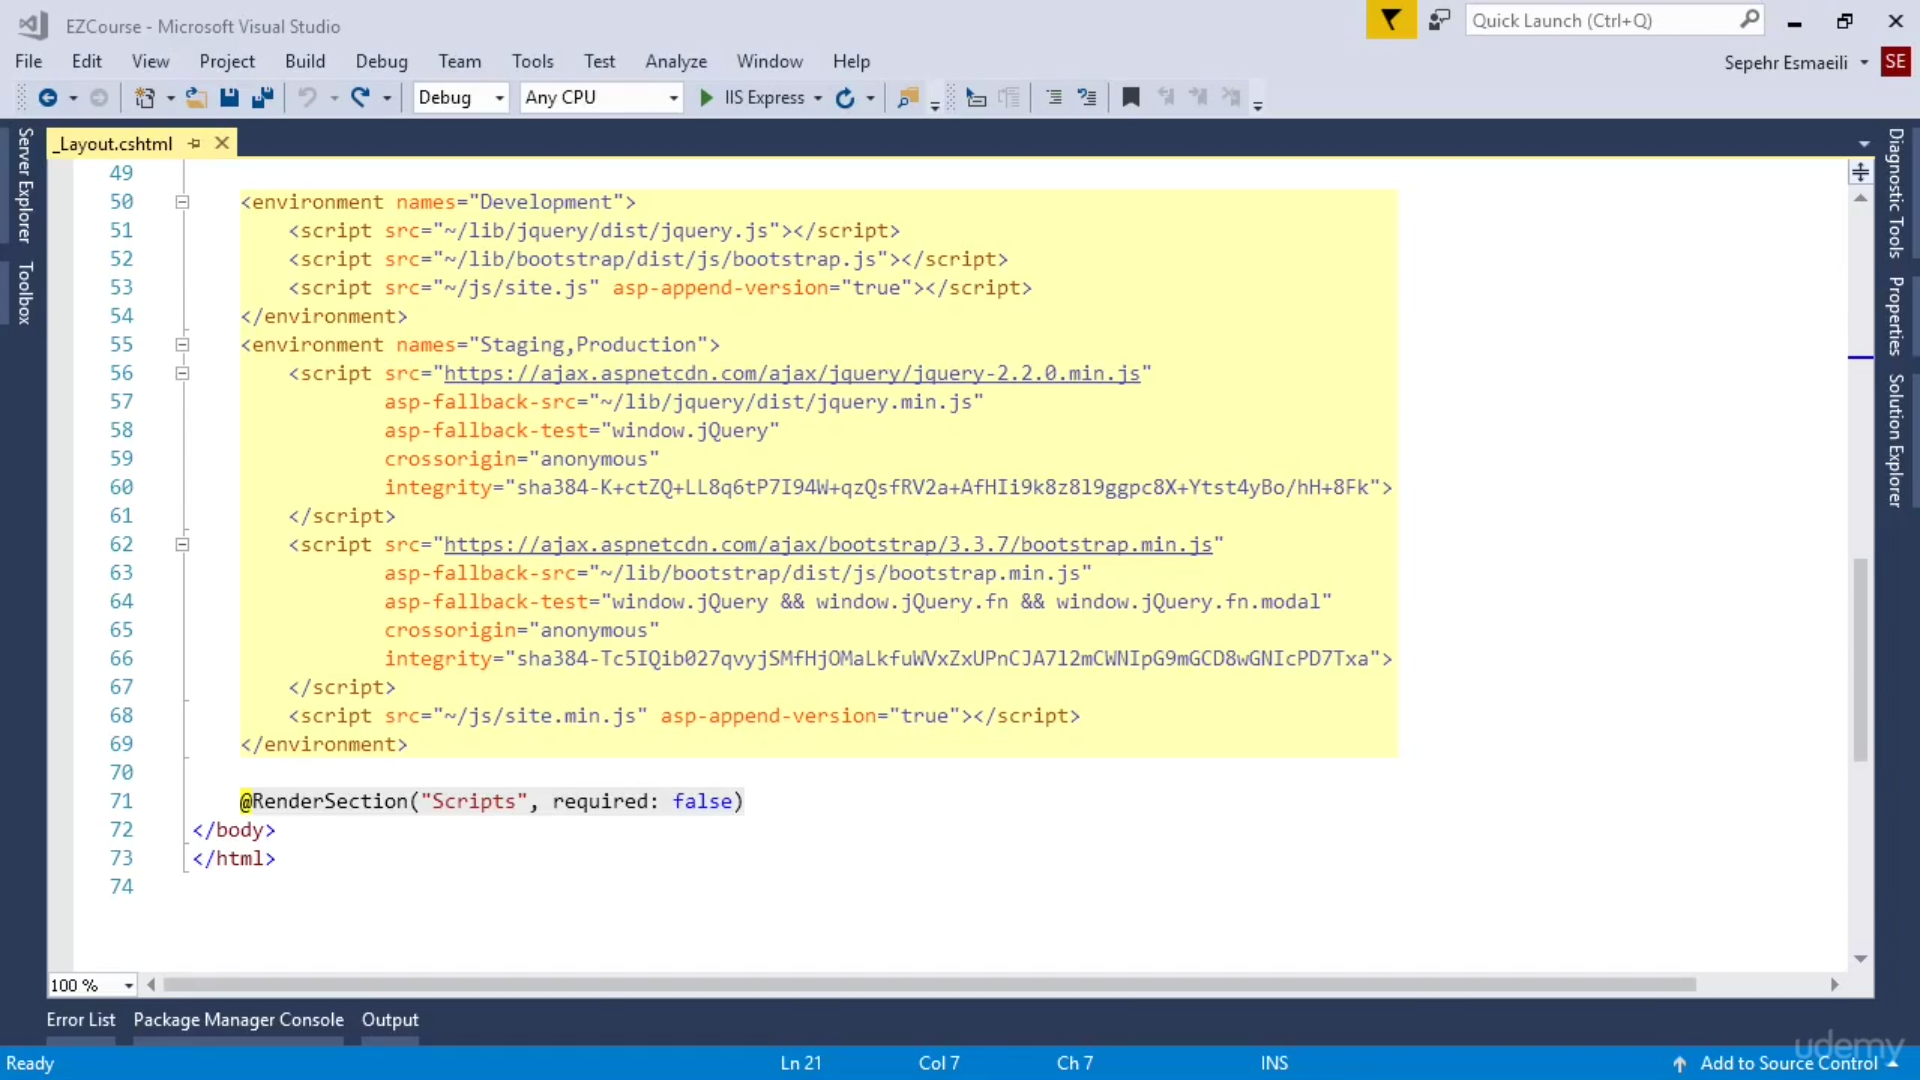 EZCourse - Microsoft Visual Studio
Quick Launch (Ctrl+Q)
File Edit View Project Build Debug Team Tools Test Analyze Window Help
Sepehr Esmaeili SE
Debug Any CPU IIS Express
Server Explorer
Toolbox
_Layout.cshtml
49
50 <environment names="Development">
51 <script src="~/lib/jquery/dist/jquery.js"></script>
52 <script src="~/lib/bootstrap/dist/js/bootstrap.js"></script>
53 <script src="~/js/site.js" asp-append-version="true"></script>
54 </environment>
55 <environment names="Staging,Production">
56 <script src="https://ajax.aspnetcdn.com/ajax/jquery/jquery-2.2.0.min.js"
57 asp-fallback-src="~/lib/jquery/dist/jquery.min.js"
58 asp-fallback-test="window.jQuery"
59 crossorigin="anonymous"
60 integrity="sha384-K+ctZQ+LL8q6tP7I94W+qzQsfRV2a+AfHIi9k8z8l9ggpc8X+Ytst4yBo/hH+8Fk">
61 </script>
62 <script src="https://ajax.aspnetcdn.com/ajax/bootstrap/3.3.7/bootstrap.min.js"
63 asp-fallback-src="~/lib/bootstrap/dist/js/bootstrap.min.js"
64 asp-fallback-test="window.jQuery && window.jQuery.fn && window.jQuery.fn.modal"
65 crossorigin="anonymous"
66 integrity="sha384-Tc5IQib027qvyjSMfHjOMaLkfuWVxZxUPnCJA7l2mCWNIpG9mGCD8wGNIcPD7Txa">
67 </script>
68 <script src="~/js/site.min.js" asp-append-version="true"></script>
69 </environment>
70
71 @RenderSection("Scripts", required: false)
72 </body>
73 </html>
74
Diagnostic Tools
Properties
Solution Explorer
100 %
Error List Package Manager Console Output
Ready Ln 21 Col 7 Ch 7 INS Add to Source Control
udemy